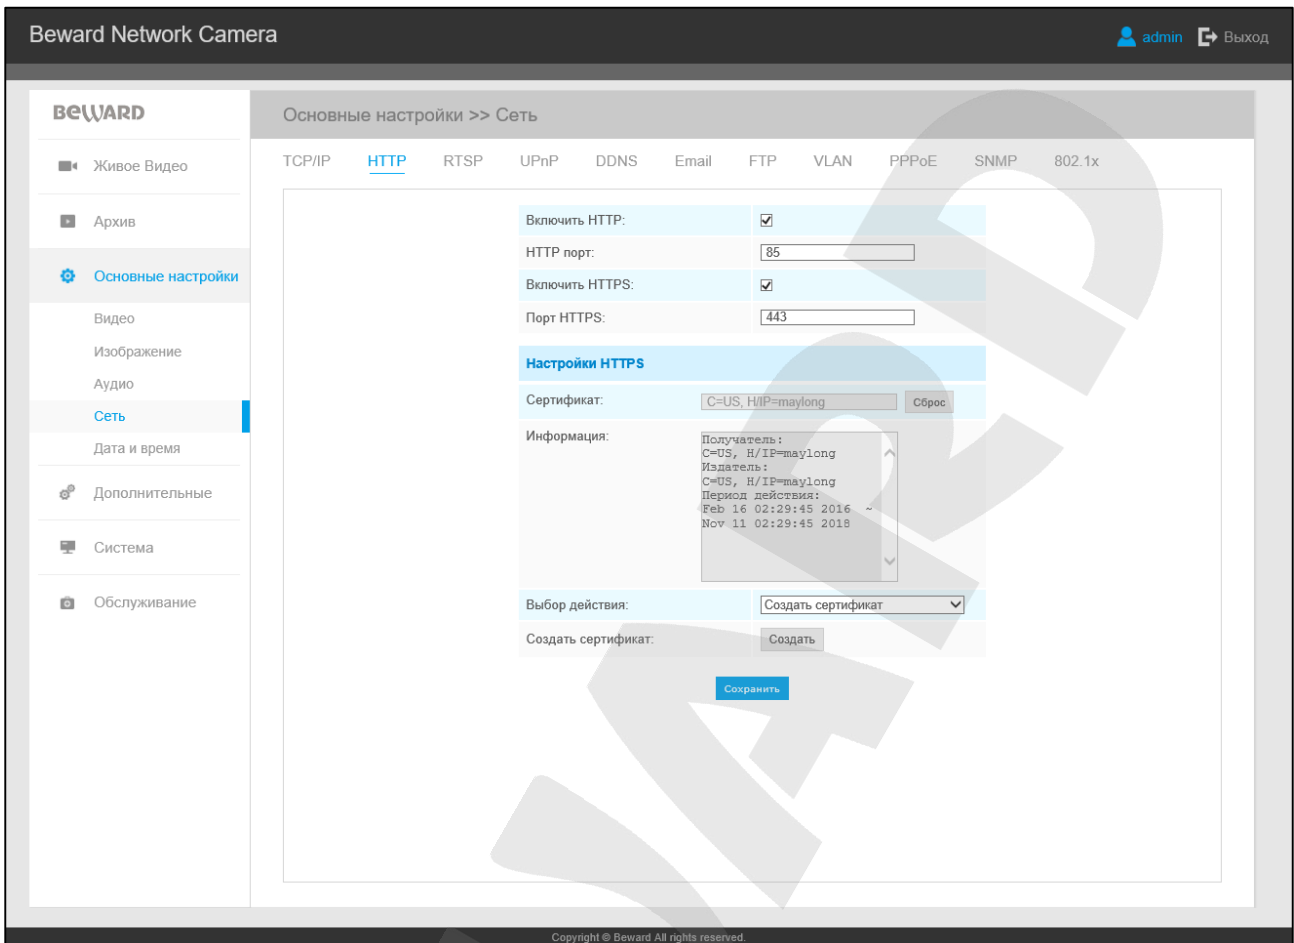 Beward Network Camera
admin Выход
BEWARD
Основные настройки >> Сеть
Живое Видео
Архив
Основные настройки
Видео
Изображение
Аудио
Сеть
Дата и время
Дополнительные
Система
Обслуживание
TCP/IP HTTP RTSP UPnP DDNS Email FTP VLAN PPPoE SNMP 802.1x
Включить HTTP:
HTTP порт: 85
Включить HTTPS:
Порт HTTPS: 443
Настройки HTTPS
Сертификат: C=US, H/IP=maylong Сброс
Информация:
Получатель:
C=US, H/IP=maylong
Издатель:
C=US, H/IP=maylong
Период действия:
Feb 16 02:29:45 2016 ~
Nov 11 02:29:45 2018
Выбор действия: Создать сертификат
Создать сертификат: Создать
Сохранить
Copyright © Beward All rights reserved.